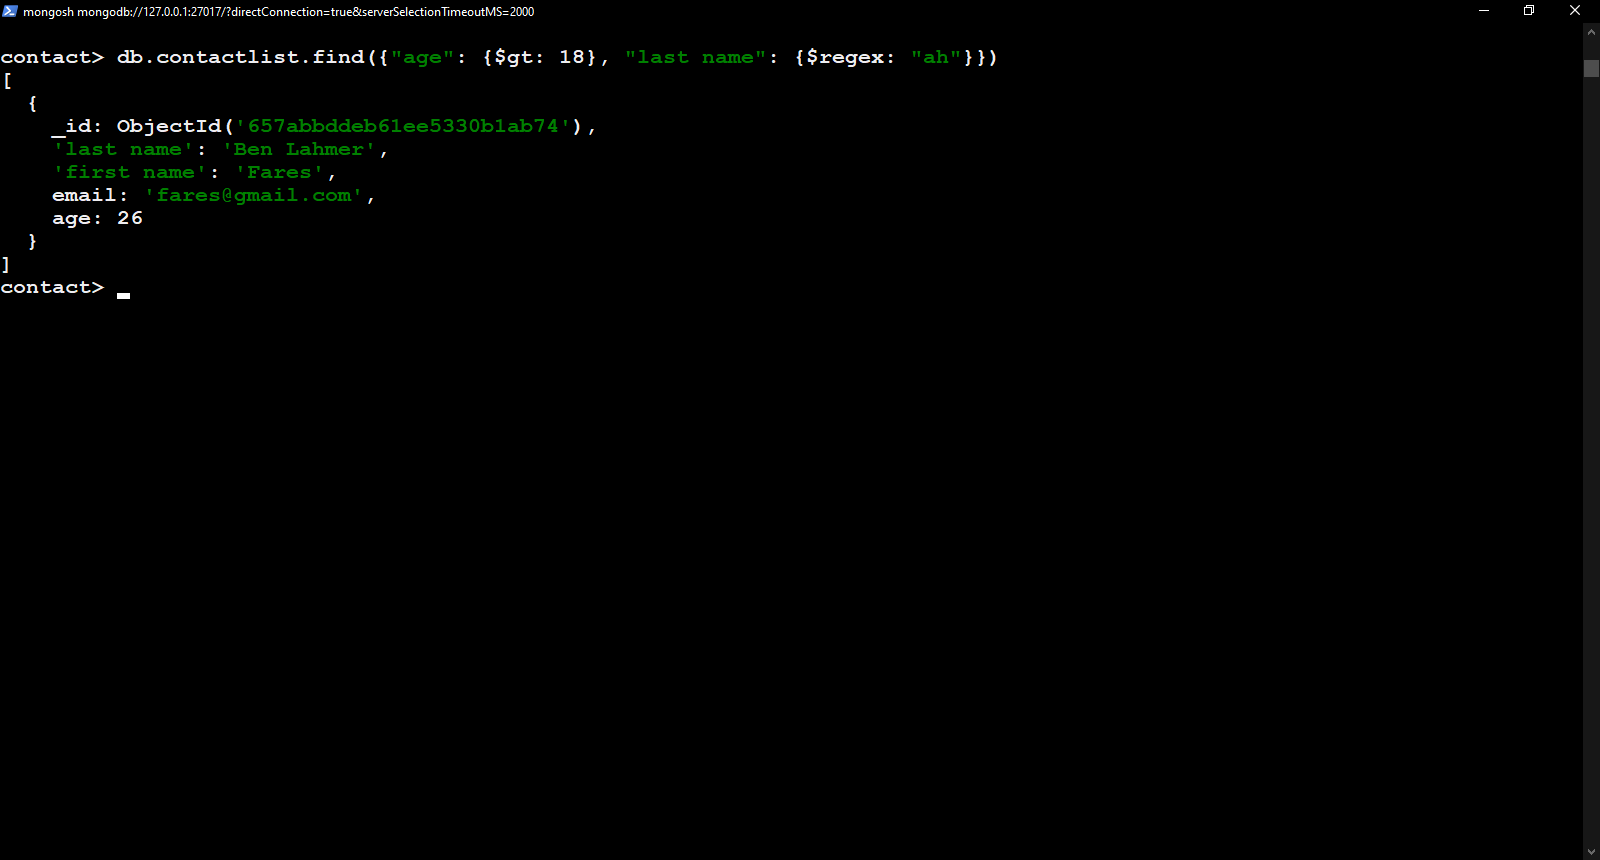 mongosh mongodb://127.0.0.1:27017/?directConnection=true&serverSelectionTimeoutMS=2000
contact> db.contactlist.find({"age": {$gt: 18}, "last name": {$regex: "ah"}})
[
  {
    _id: ObjectId('657abbddeb61ee5330b1ab74'),
    'last name': 'Ben Lahmer',
    'first name': 'Fares',
    email: 'fares@gmail.com',
    age: 26
  }
]
contact>